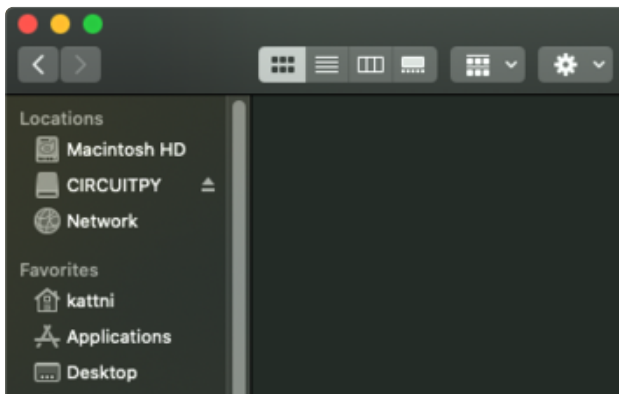 Locations
Macintosh HD
CIRCUITPY
Network
Favorites
kattni
Applications
Desktop